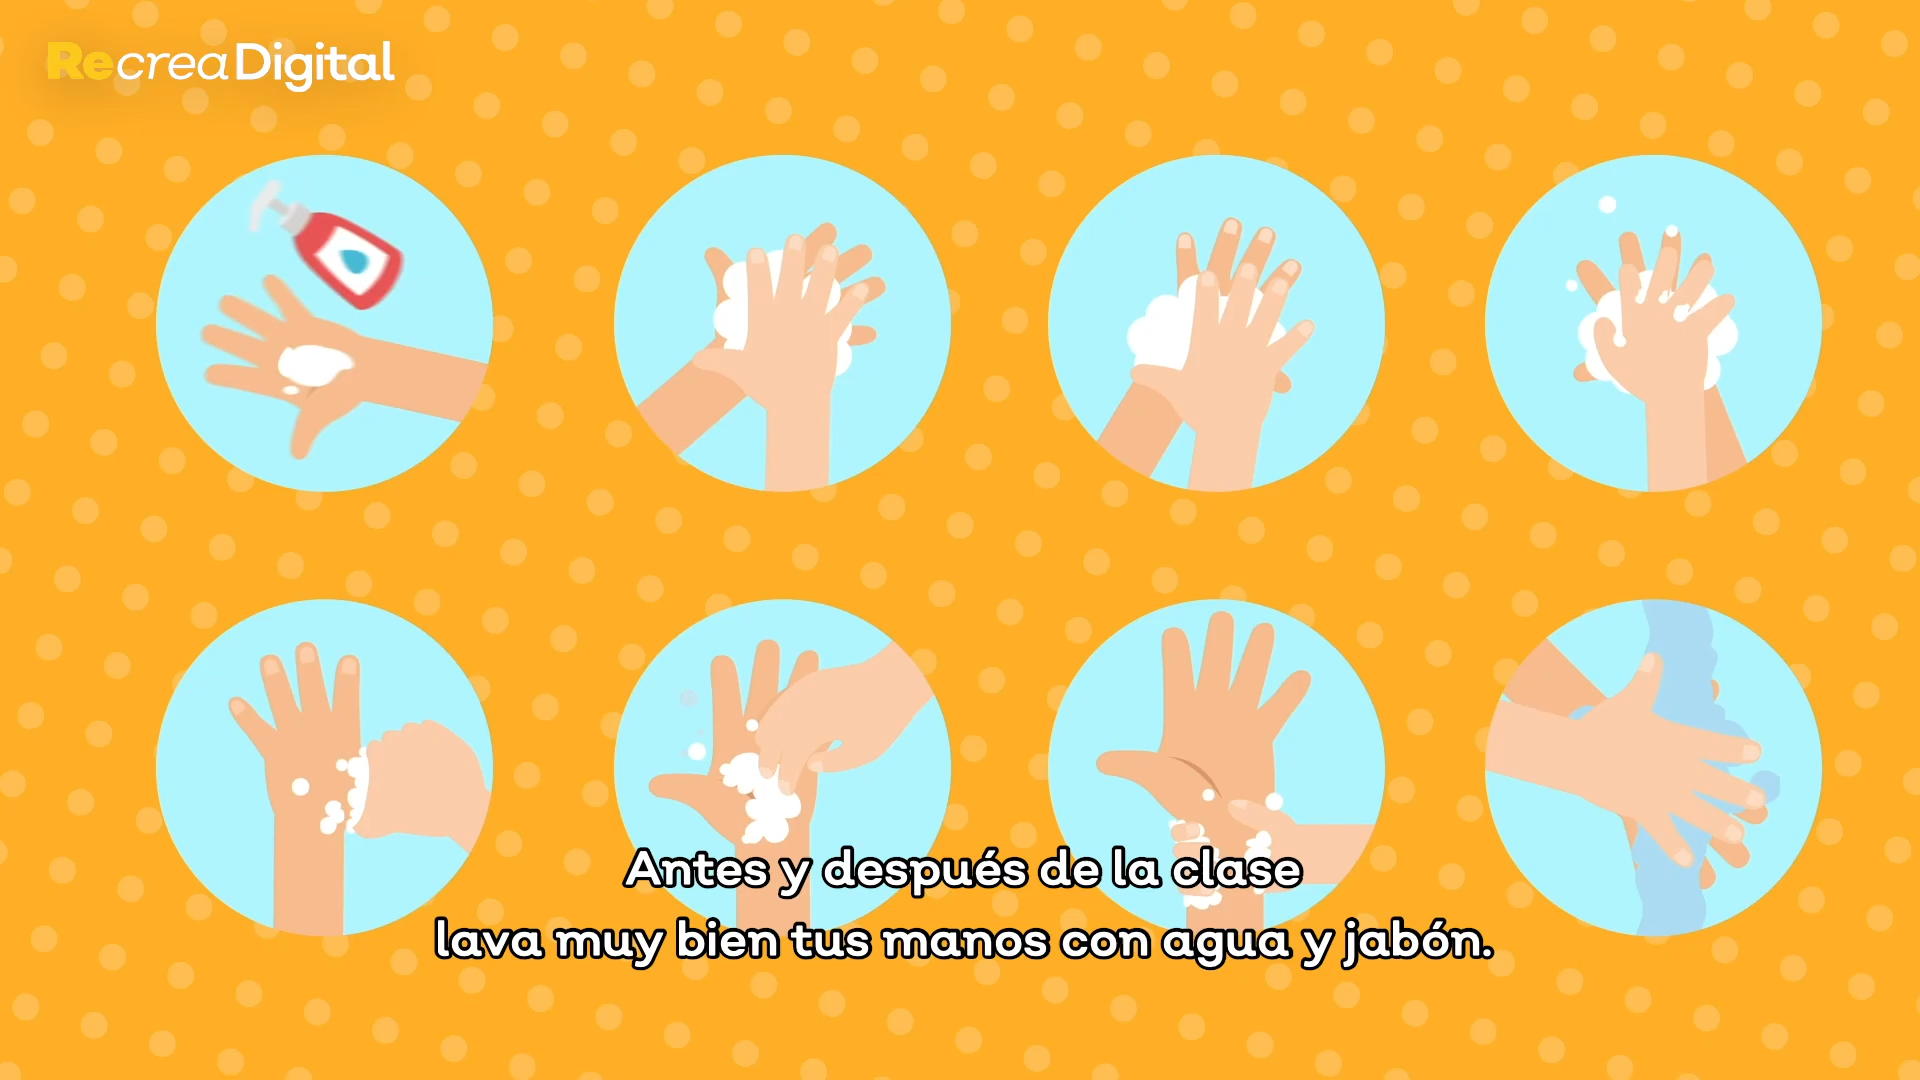 RecreaDigital
Antes y después de la clase
lava muy bien tus manos con agua y jabón.